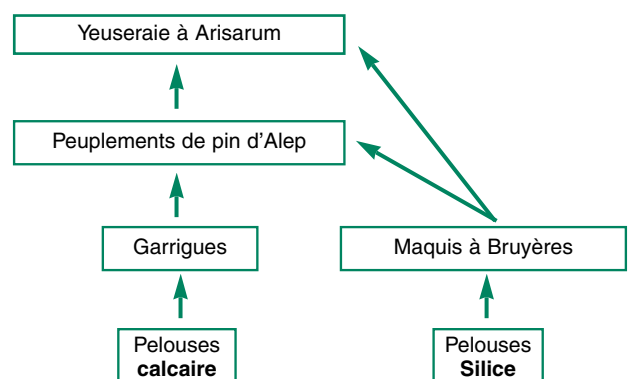 Yeuseraie à Arisarum
Peuplements de pin d'Alep
Garrigues
Maquis à Bruyères
Pelouses
calcaire
Pelouses
Silice